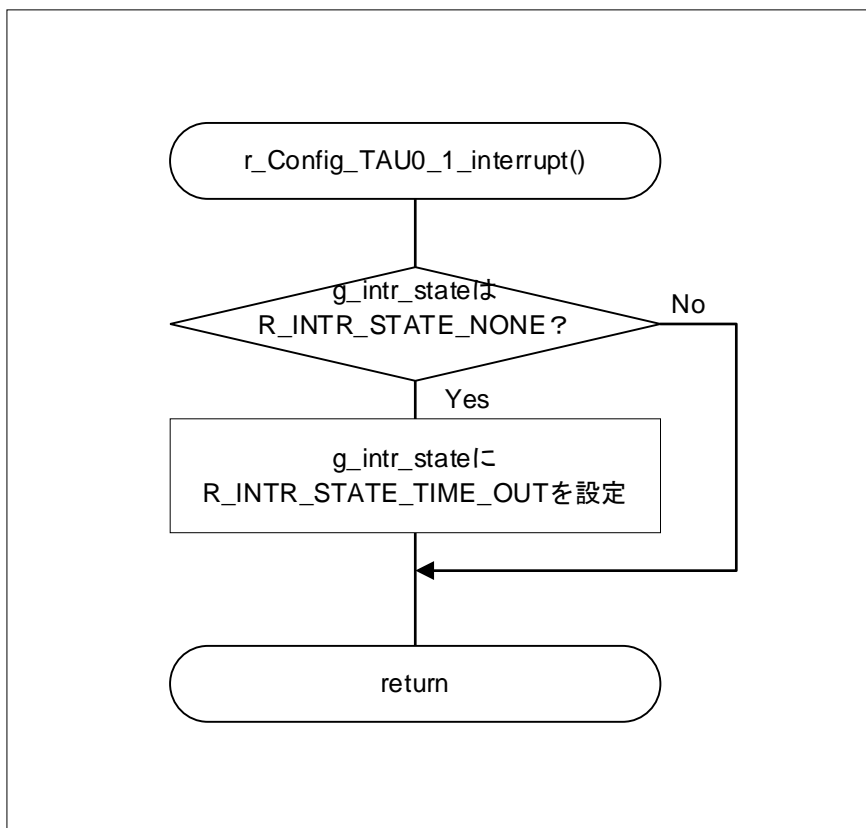 r_Config_TAU0_1_interrupt()
g_intr_stateは
R_INTR_STATE_NONE？
No
Yes
g_intr_stateに
R_INTR_STATE_TIME_OUTを設定
return